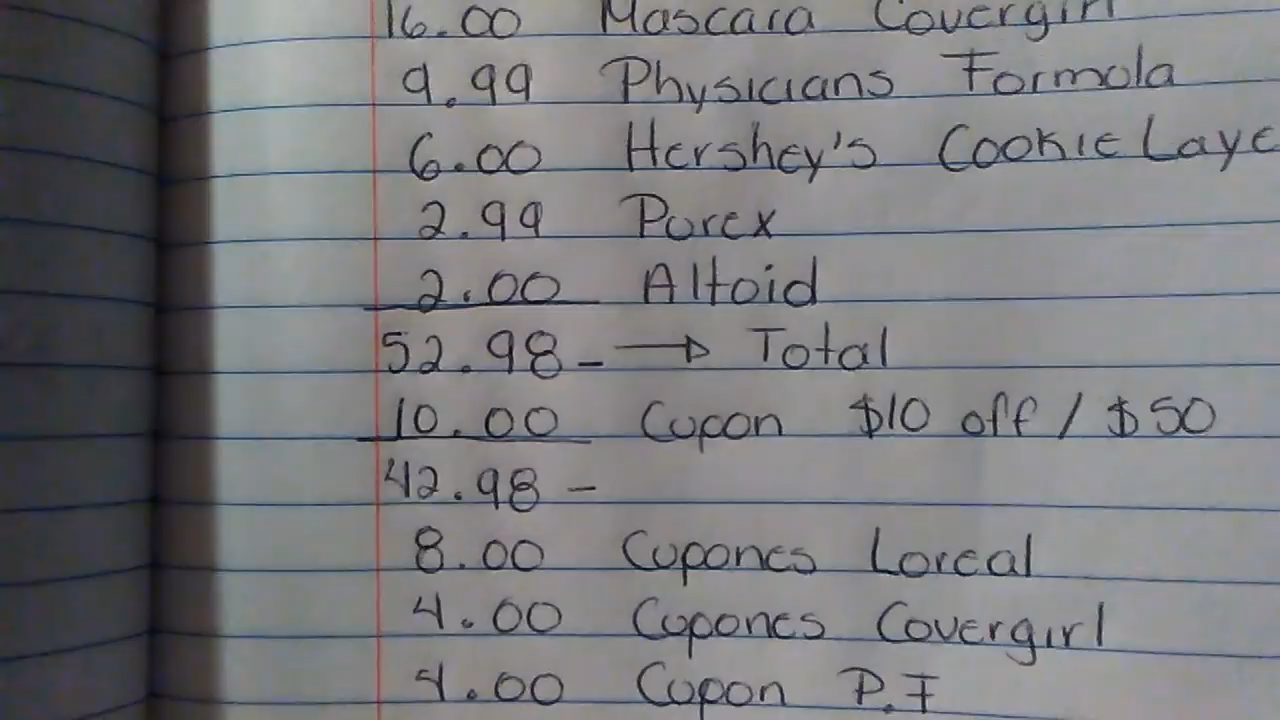 16.00 Mascara Covergirl
9.99 Physicians Formola
6.00 Hershey's Cookie Laye
2.99 Purex
2.00 Altoid
52.98 - → Total
10.00 Cupon $10 off / $50
42.98 -
8.00 Cupones Loreal
4.00 Cupones Covergirl
4.00 Cupon P.F